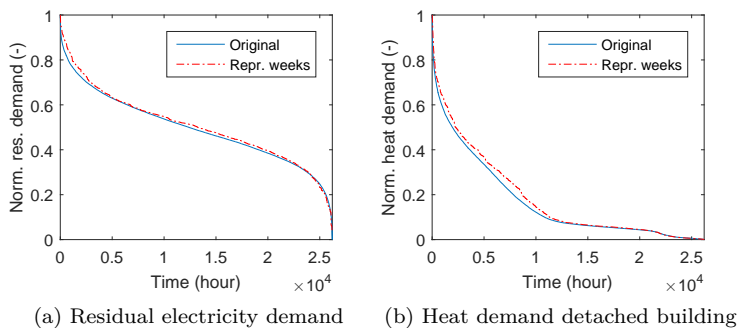 1
0.8
0.6
0.4
0.2
0
Norm. res. demand (-)
Original
Repr. weeks
0 0.5 1 1.5 2 2.5
Time (hour)
×10^4
(a) Residual electricity demand
1
0.8
0.6
0.4
0.2
0
Norm. heat demand (-)
Original
Repr. weeks
0 0.5 1 1.5 2 2.5
Time (hour)
×10^4
(b) Heat demand detached building